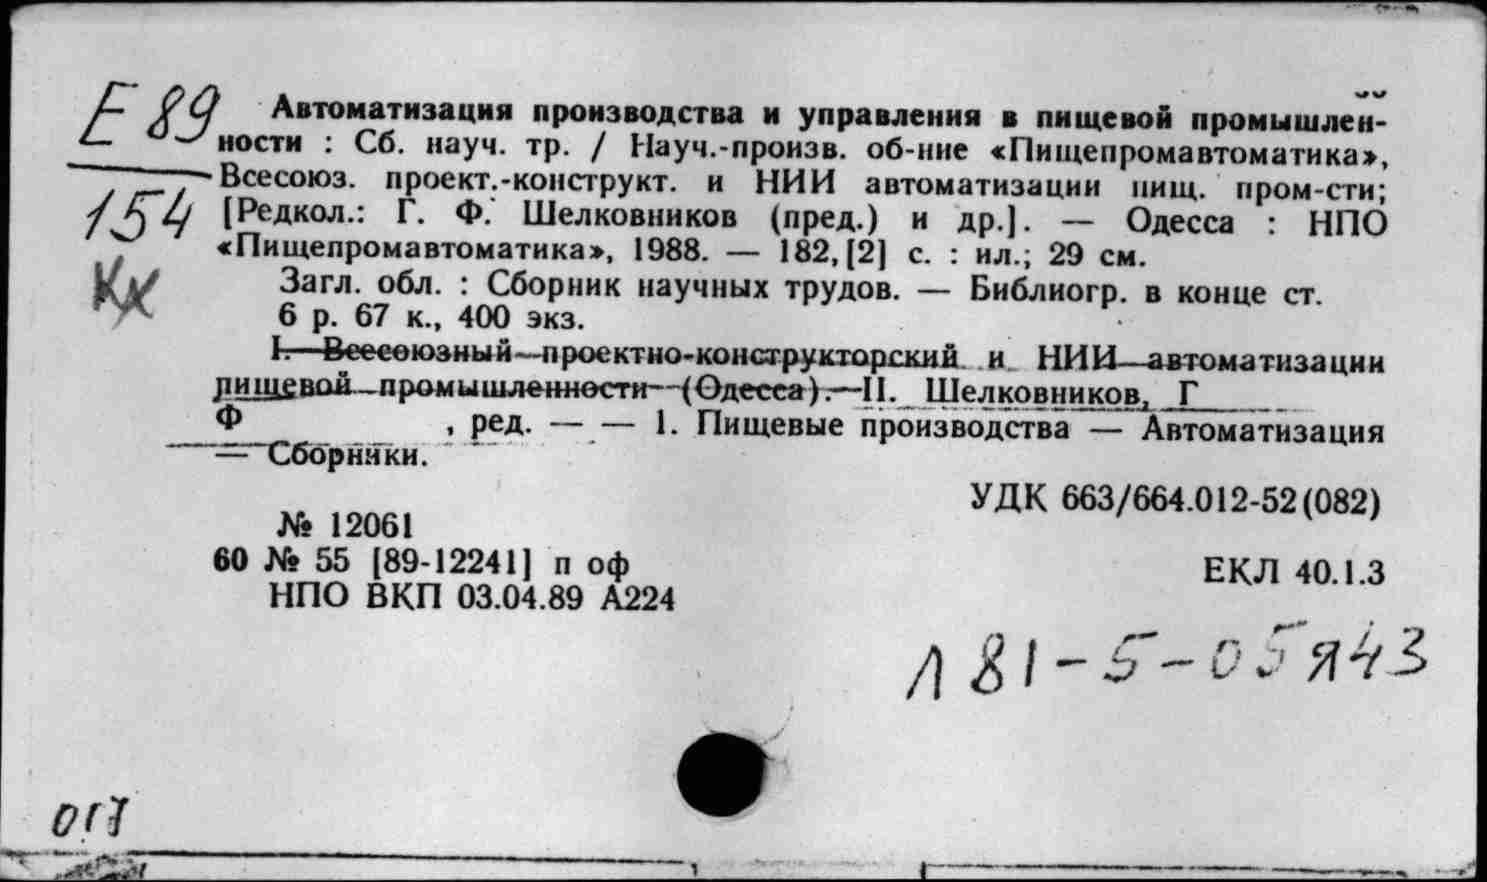 Е 89
154
Кх
Автоматизация производства и управления в пищевой промышлен-
ности : Сб. науч. тр. / Науч.-произв. об-ние «Пищепромавтоматика»,
Всесоюз. проект.-конструкт. и НИИ автоматизации пищ. пром-сти;
[Редкол.: Г. Ф. Шелковников (пред.) и др.]. — Одесса : НПО
«Пищепромавтоматика», 1988. — 182, [2] с. : ил.; 29 см.
Загл. обл. : Сборник научных трудов. — Библиогр. в конце ст.
6 р. 67 к., 400 экз.
I. Всесоюзный проектно-конструкторский и НИИ автоматизации
пищевой промышленности (Одесса).—II. Шелковников, Г
Ф , ред. — — 1. Пищевые производства — Автоматизация
— Сборники.
УДК 663/664.012-52(082)
№ 12061
60 № 55 [89-12241] п оф
ЕКЛ 40.1.3
НПО ВКП 03.04.89 А224
Л 81-5-05